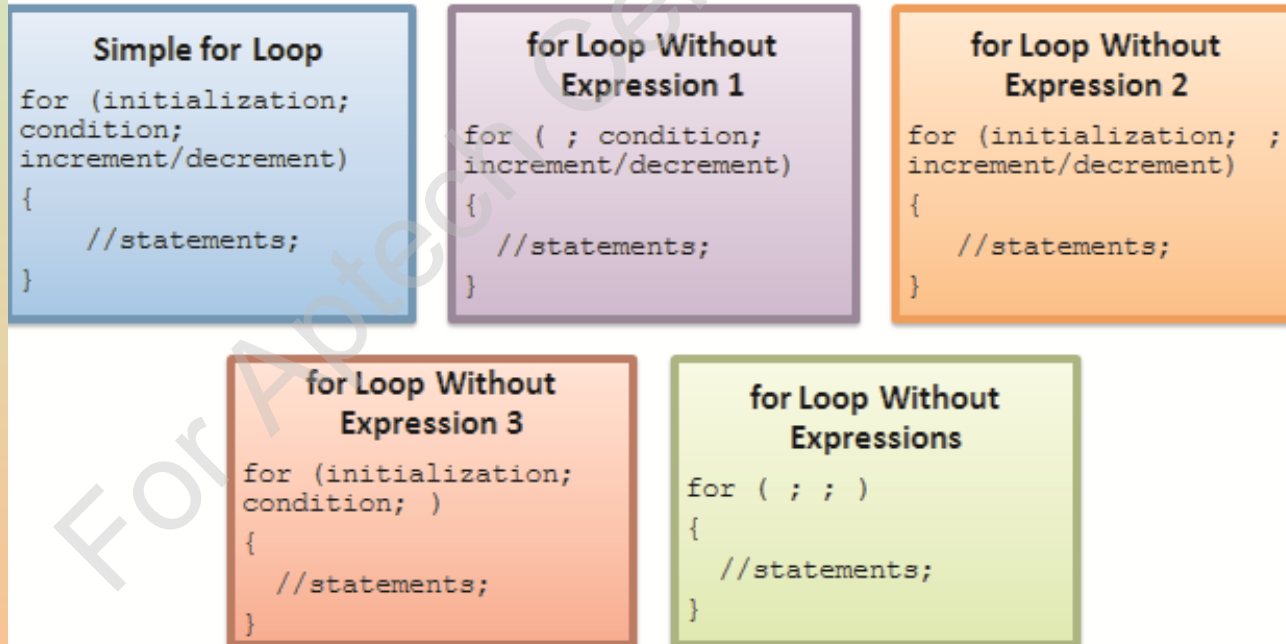 Simple for Loop
for (initialization;
condition;
increment/decrement)
{
//statements;
}
for Loop Without
Expression 1
for ( ; condition;
increment/decrement)
{
//statements;
}
for Loop Without
Expression 2
for (initialization; ;
increment/decrement)
{
//statements;
}
for Loop Without
Expression 3
for (initialization;
condition; )
{
//statements;
}
for Loop Without
Expressions
for ( ; ; )
{
//statements;
}
For Aptech